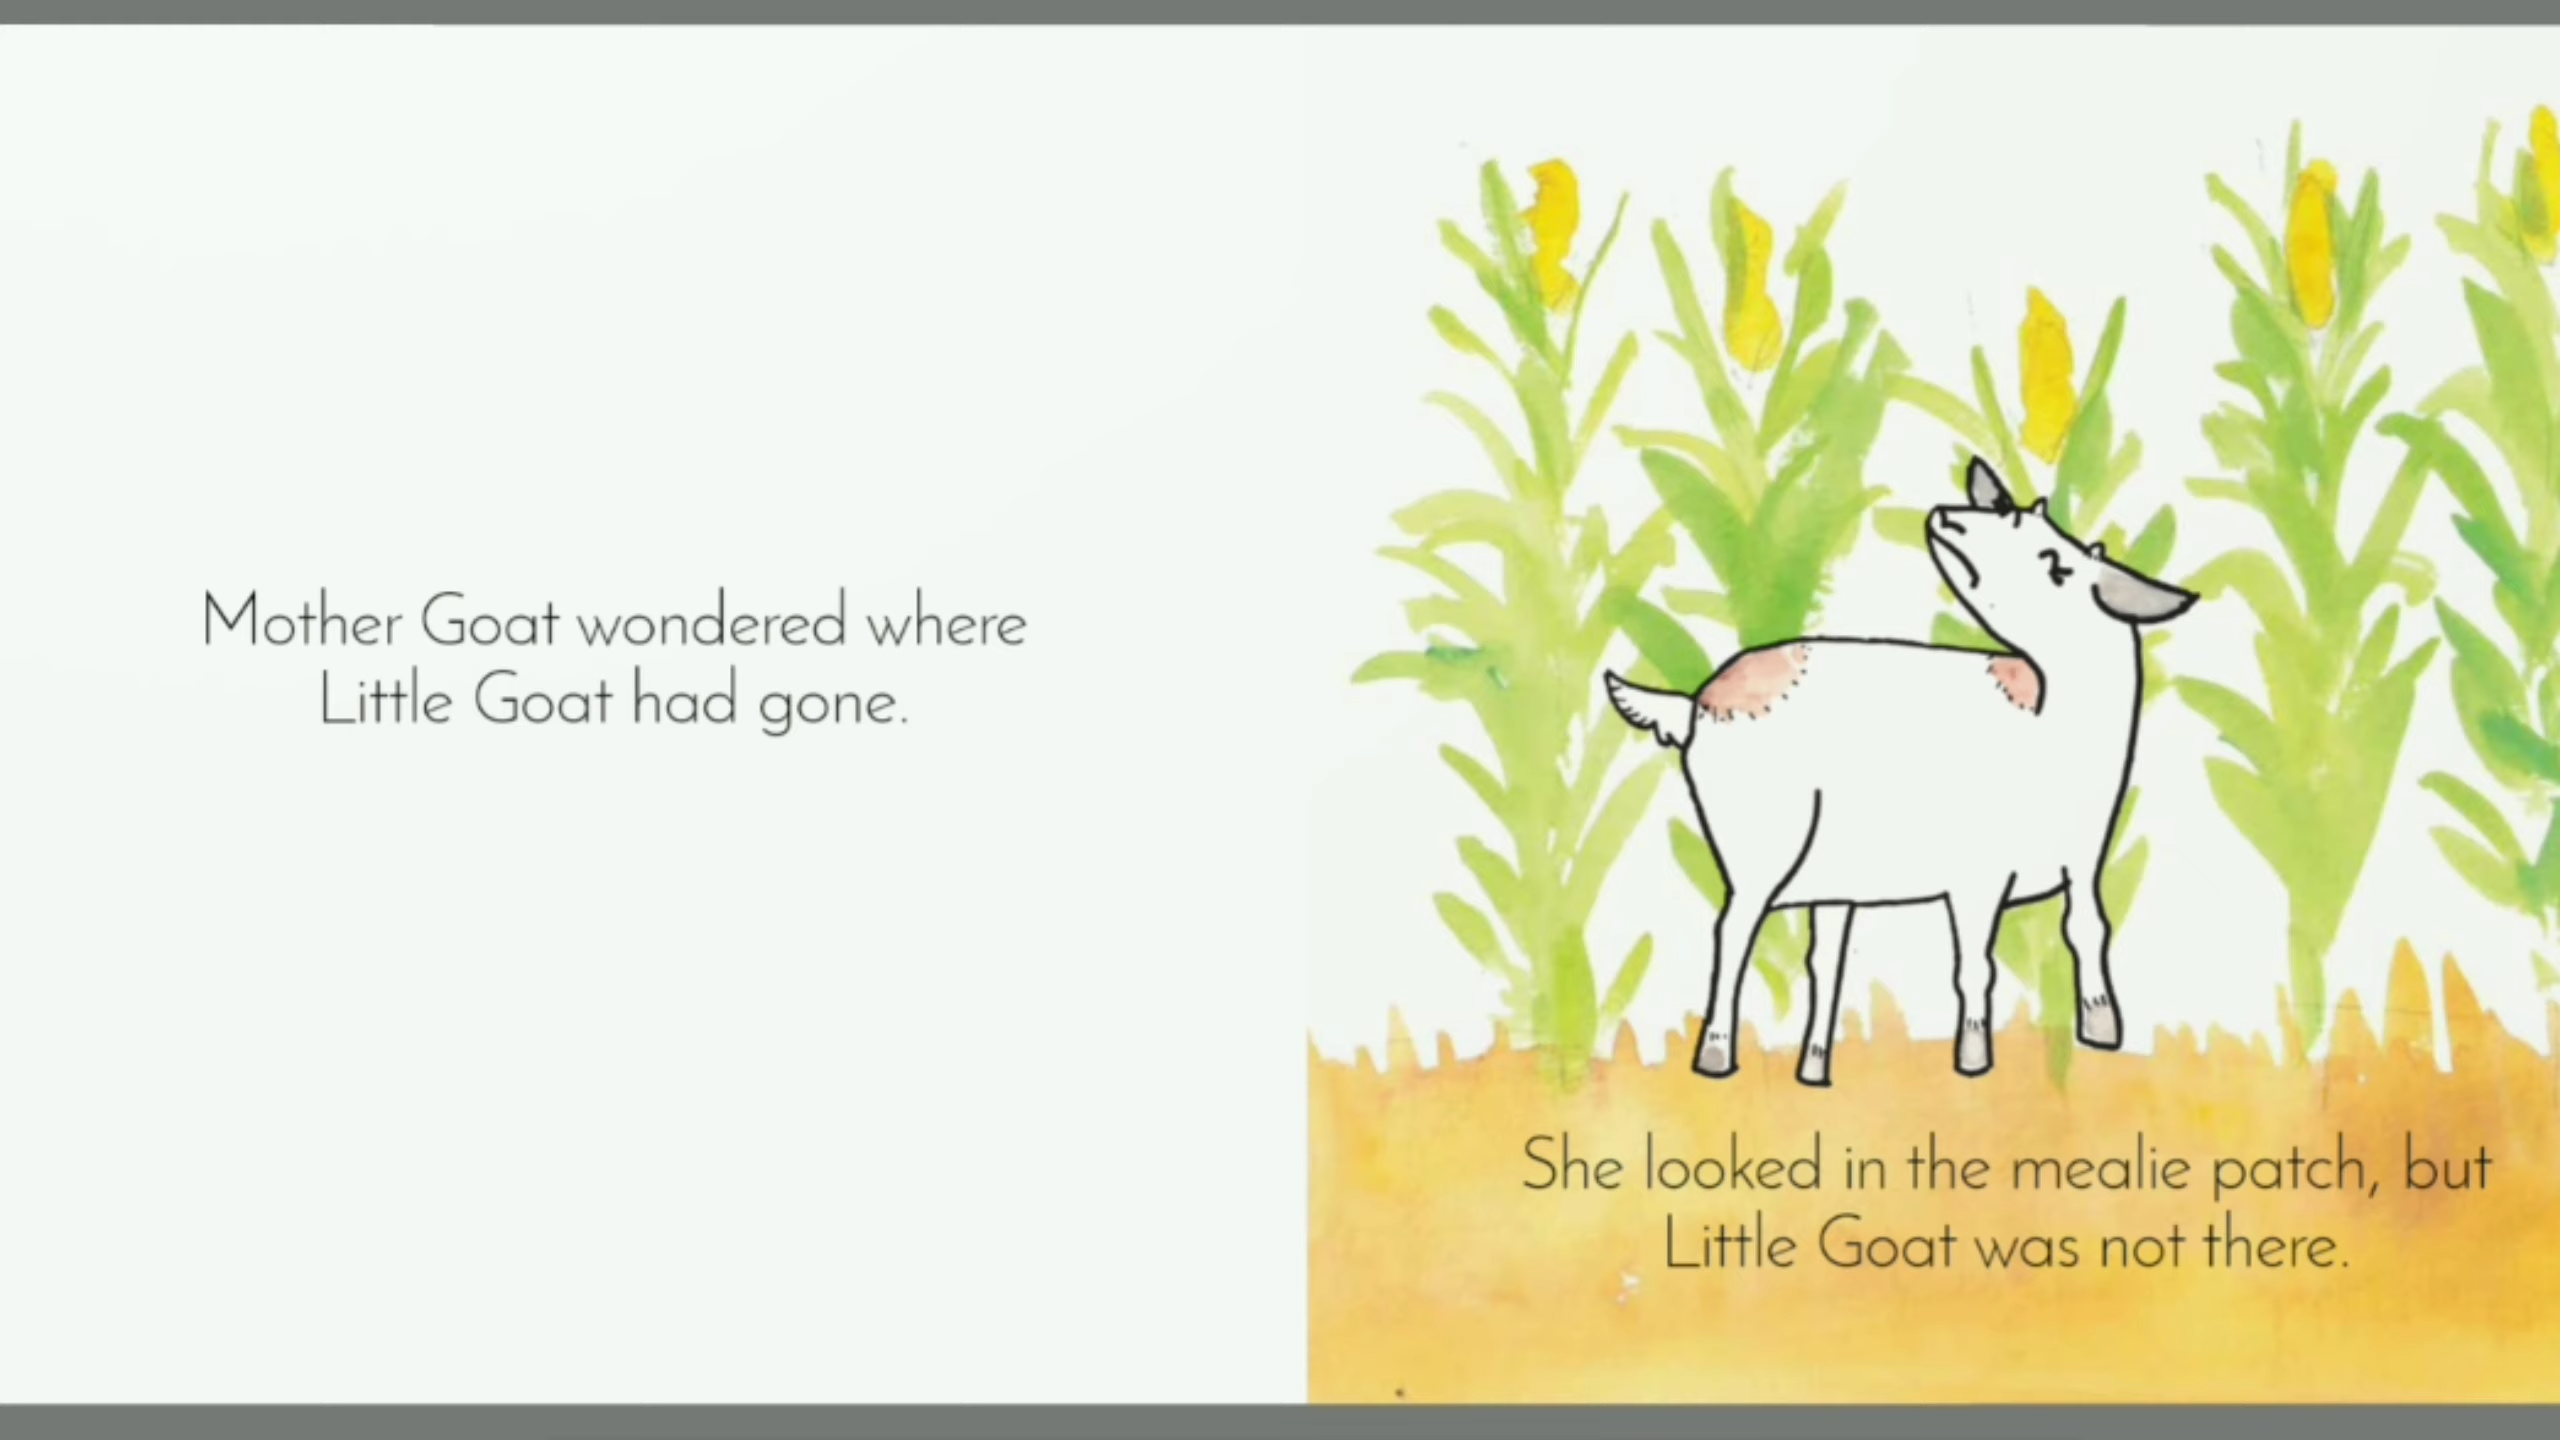 Mother Goat wondered where
Little Goat had gone.
She looked in the mealie patch, but
Little Goat was not there.